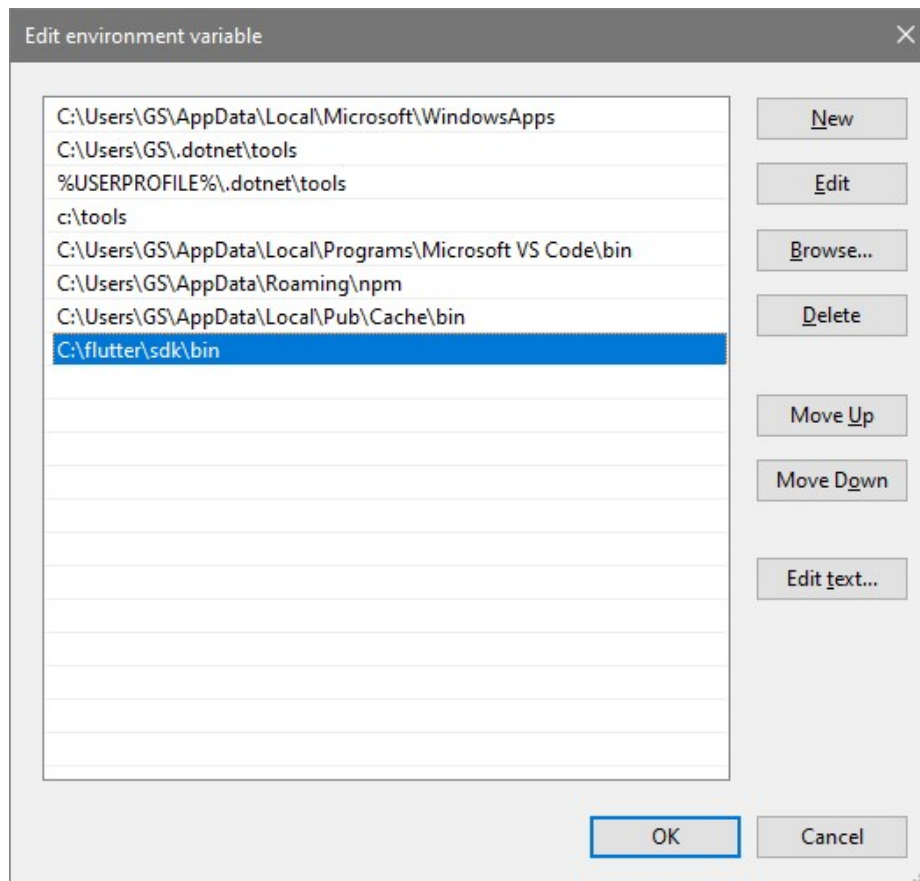 Edit environment variable
C:\Users\GS\AppData\Local\Microsoft\WindowsApps
C:\Users\GS\.dotnet\tools
%USERPROFILE%\.dotnet\tools
c:\tools
C:\Users\GS\AppData\Local\Programs\Microsoft VS Code\bin
C:\Users\GS\AppData\Roaming\npm
C:\Users\GS\AppData\Local\Pub\Cache\bin
C:\flutter\sdk\bin
New
Edit
Browse...
Delete
Move Up
Move Down
Edit text...
OK
Cancel